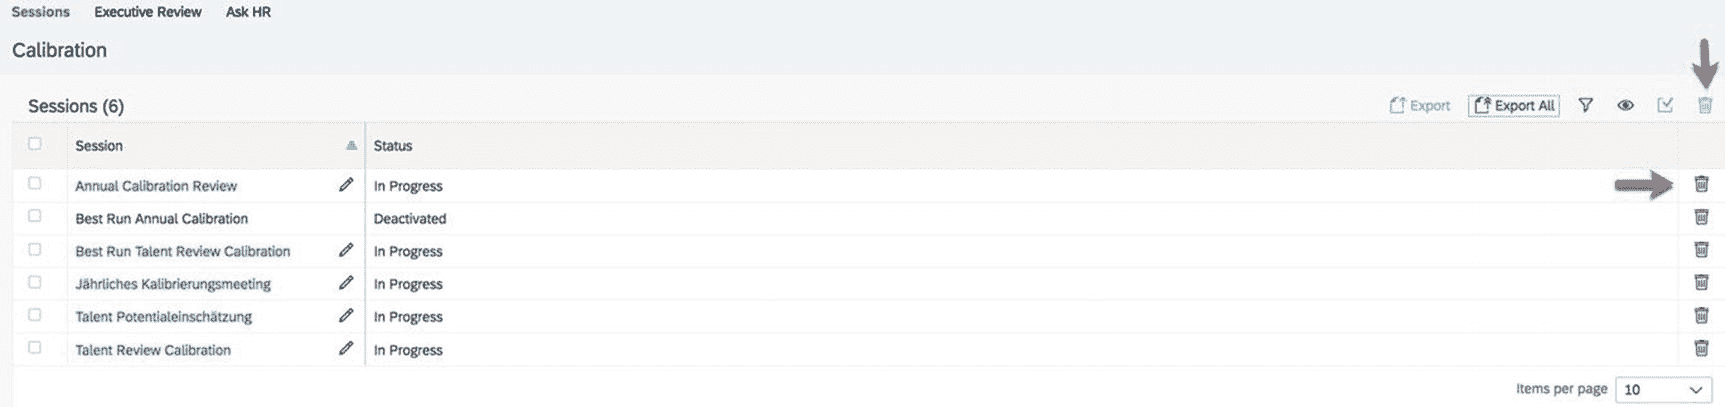 Sessions Executive Review Ask HR
Calibration
Sessions (6) Export Export All
Session Status
Annual Calibration Review In Progress
Best Run Annual Calibration Deactivated
Best Run Talent Review Calibration In Progress
Jährliches Kalibrierungsmeeting In Progress
Talent Potentialeinschätzung In Progress
Talent Review Calibration In Progress
Items per page 10